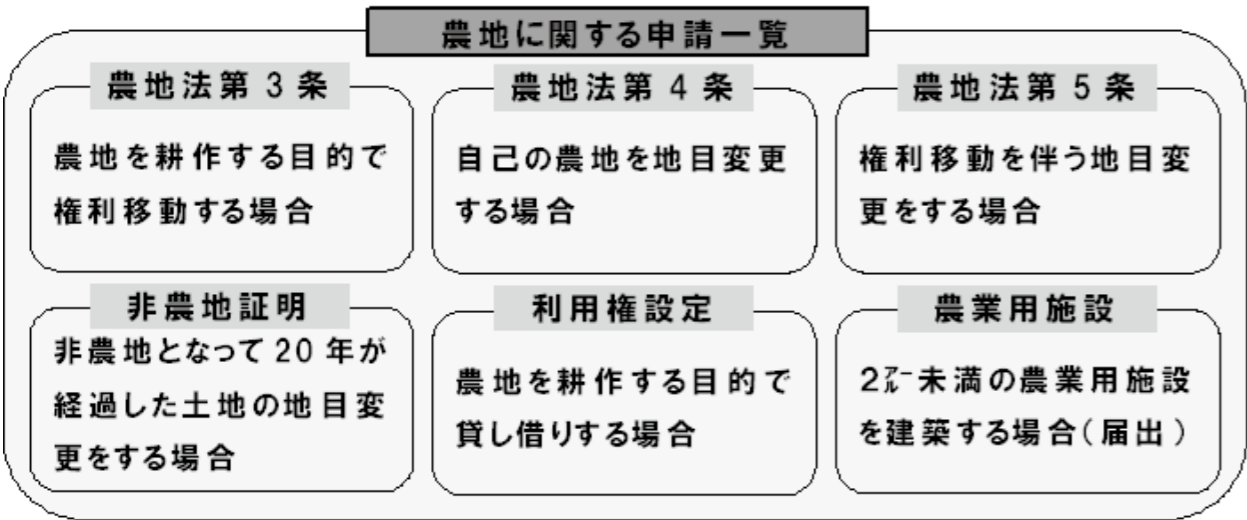 農地に関する申請一覧
農地法第 3 条
農地を耕作する目的で
権利移動する場合
農地法第 4 条
自己の農地を地目変更
する場合
農地法第 5 条
権利移動を伴う地目変
更をする場合
非農地証明
非農地となって 20 年が
経過した土地の地目変
更をする場合
利用権設定
農地を耕作する目的で
貸し借りする場合
農業用施設
2㌃未満の農業用施設
を建築する場合(届出)